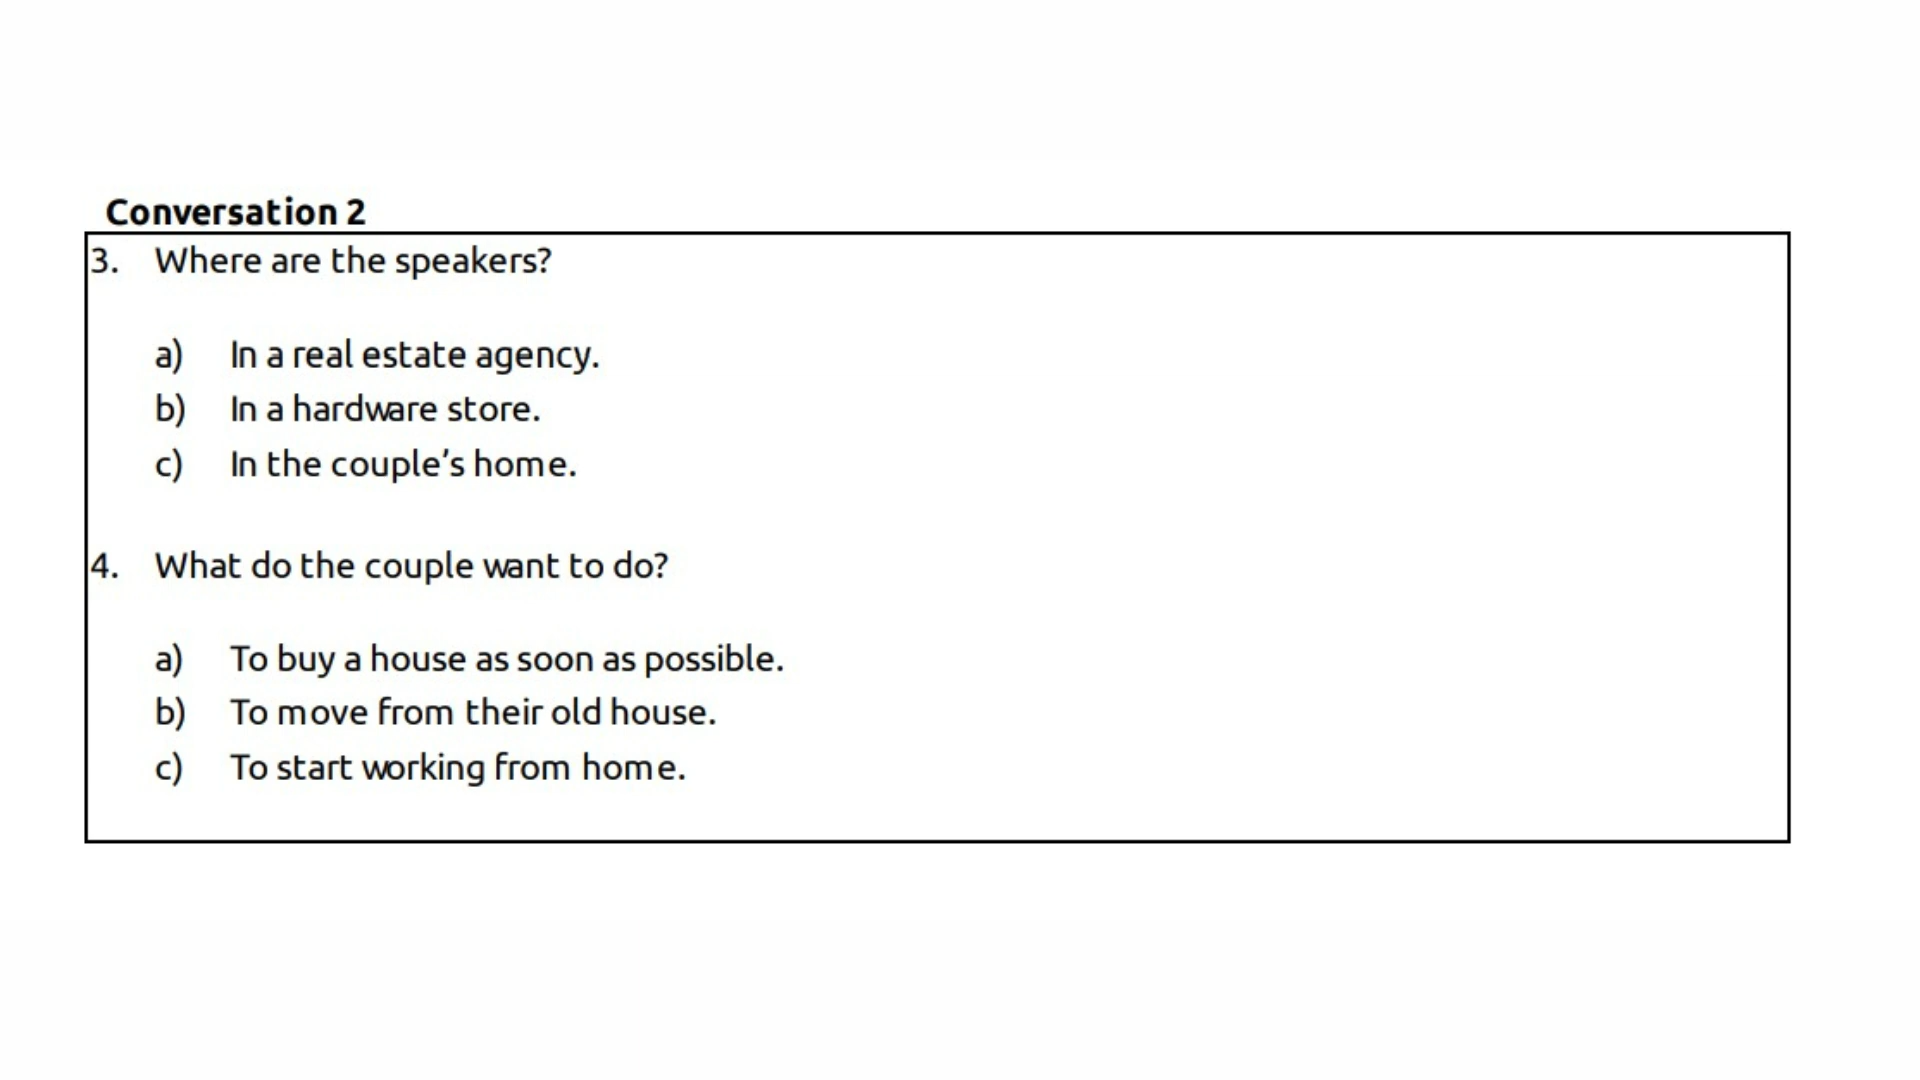 Conversation 2
3. Where are the speakers?
a) In a real estate agency.
b) In a hardware store.
c) In the couple's home.
4. What do the couple want to do?
a) To buy a house as soon as possible.
b) To move from their old house.
c) To start working from home.